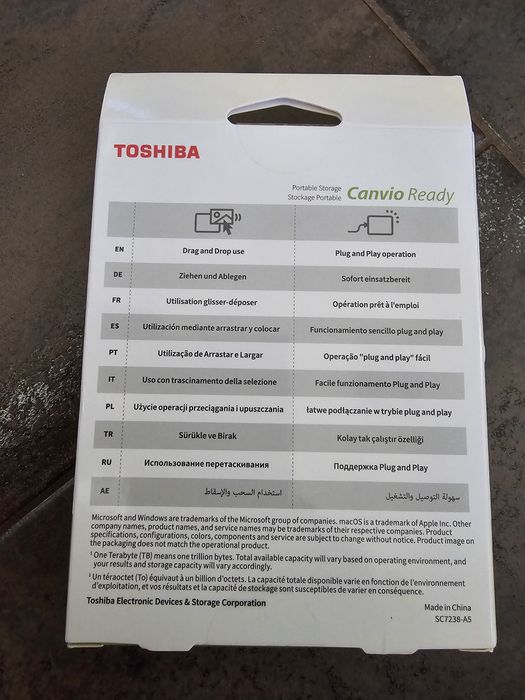 TOSHIBA
Portable Storage
Stockage Portable
Canvio Ready
EN Drag and Drop use Plug and Play operation
DE Ziehen und Ablegen Sofort einsatzbereit
FR Utilisation glisser-déposer Opération prêt à l'emploi
ES Utilización mediante arrastrar y colocar Funcionamiento sencillo plug and play
PT Utilização de Arrastar e Largar Operação "plug and play" fácil
IT Uso con trascinamento della selezione Facile funzionamento Plug and Play
PL Użycie operacji przeciągania i upuszczania łatwe podłączanie w trybie plug and play
TR Sürükle ve Bırak Kolay tak çalıştır özelliği
RU Использование перетаскивания Поддержка Plug and Play
AE استخدام السحب والإسقاط سهولة التوصيل والتشغيل
Microsoft and Windows are trademarks of the Microsoft group of companies. macOS is a trademark of Apple Inc. Other
company names, product names, and service names may be trademarks of their respective companies. Product
specifications, configurations, colors, components and service are subject to change without notice. Product image on
the packaging does not match the operational product.
¹ One Terabyte (TB) means one trillion bytes. Total available capacity will vary based on operating environment, and
your results and storage capacity will vary accordingly.
¹ Un téraoctet (To) équivaut à un billion d'octets. La capacité totale disponible varie en fonction de l'environnement
d'exploitation, et vos résultats et la capacité de stockage sont susceptibles de varier en conséquence.
Toshiba Electronic Devices & Storage Corporation
Made in China
SC7238-A5